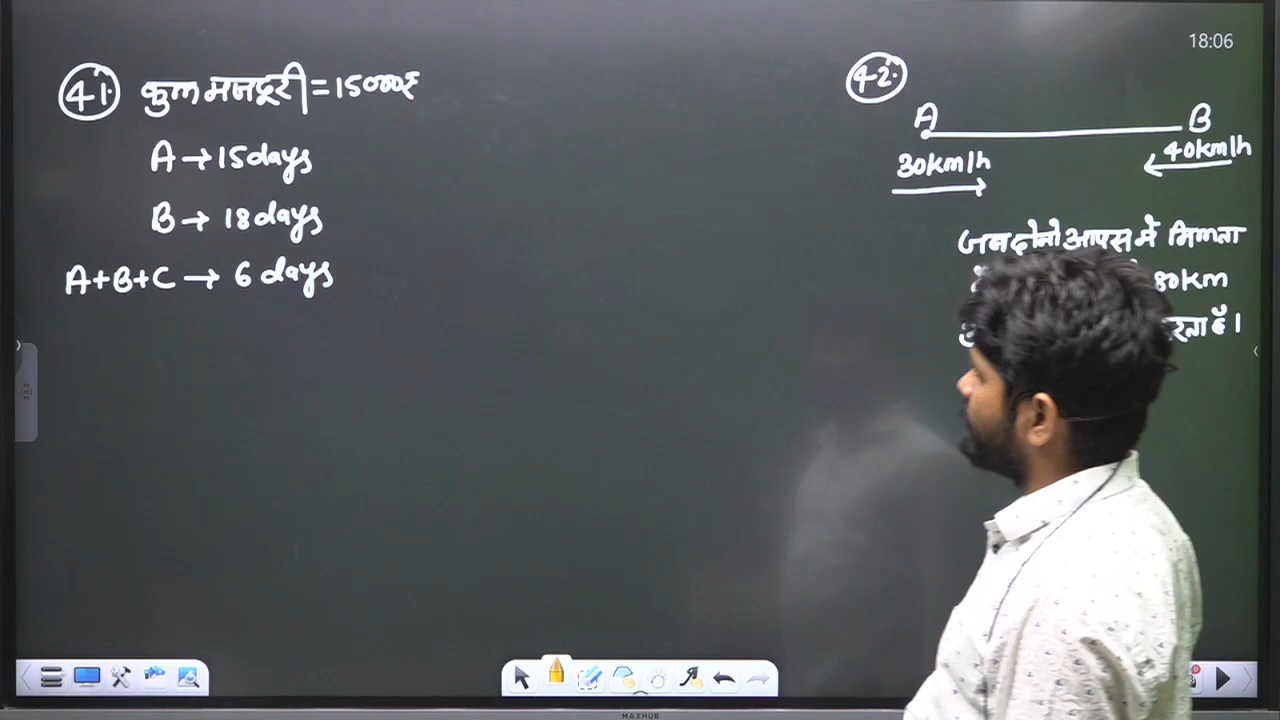 18:06
41. कुल मजदूरी = 15000₹
A → 15 days
B → 18 days
A+B+C → 6 days
42.
A B
30km/h 40km/h
जब दोनो आपस में मिलता
80km
है।
MAXHUB